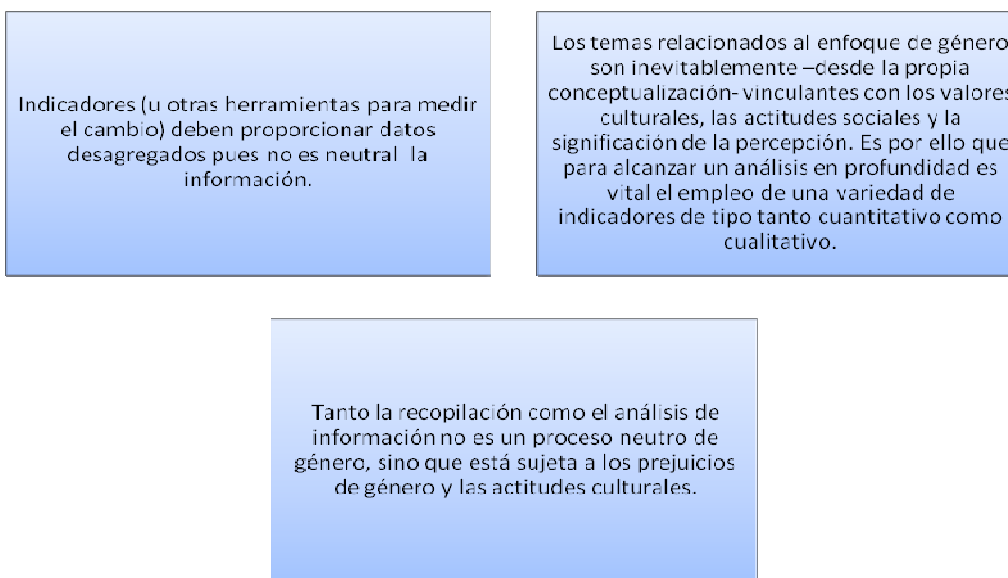 Indicadores (u otras herramientas para medir
el cambio) deben proporcionar datos
desagregados pues no es neutral la
información.
Los temas relacionados al enfoque de género
son inevitablemente –desde la propia
conceptualización- vinculantes con los valores
culturales, las actitudes sociales y la
significación de la percepción. Es por ello que
para alcanzar un análisis en profundidad es
vital el empleo de una variedad de
indicadores de tipo tanto cuantitativo como
cualitativo.
Tanto la recopilación como el análisis de
información no es un proceso neutro de
género, sino que está sujeta a los prejuicios
de género y las actitudes culturales.